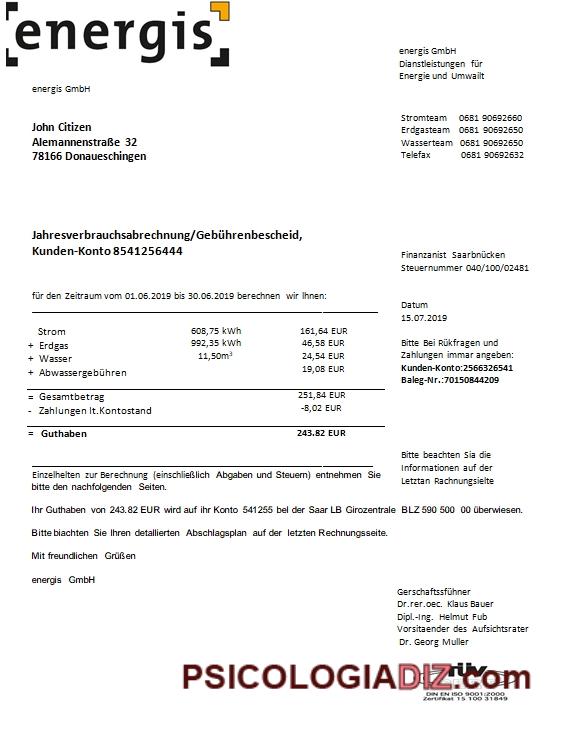 energis
energis GmbH
Dianstleistungen für
Energie und Umwailt
energis GmbH
Stromteam 0681 90692660
Erdgasteam 0681 90692650
Wasserteam 0681 90692650
Telefax 0681 90692632
John Citizen
Alemannenstraße 32
78166 Donaueschingen
Jahresverbrauchsabrechnung/Gebührenbescheid,
Kunden-Konto 8541256444
Finanzanist Saarbnücken
Steuernummer 040/100/02481
für den Zeitraum vom 01.06.2019 bis 30.06.2019 berechnen wir Ihnen:
Datum
15.07.2019
Strom 608,75 kWh 161,64 EUR
+ Erdgas 992,35 kWh 46,58 EUR
+ Wasser 11,50m³ 24,54 EUR
+ Abwassergebühren 19,08 EUR
Bitte Bei Rükfragen und
Zahlungen immar angeben:
Kunden-Konto:2566326541
Baleg-Nr.:70150844209
= Gesamtbetrag 251,84 EUR
- Zahlungen lt.Kontostand -8,02 EUR
= Guthaben 243.82 EUR
Bitte beachten Sia die
Informationen auf der
Letztan Rachnungsielte
Einzelhelten zur Berechnung (einschließlich Abgaben und Steuern) entnehmen Sie
bitte den nachfolgenden Seiten.
Ihr Guthaben von 243.82 EUR wird auf ihr Konto 541255 bel der Saar LB Girozentrale BLZ 590 500 00 überwiesen.
Bitte biachten Sie Ihren detallierten Abschlagsplan auf der letzten Rechnungsseite.
Mit freundlichen Grüßen
energis GmbH
Gerschaftssführer
Dr.rer.oec. Klaus Bauer
Dipl.-Ing. Helmut Fub
Vorsitaender des Aufsichtsrater
Dr. Georg Muller
TÜV
PSICOLOGIADIZ.com
DIN EN ISO 9001:2000
Zertifikat 15 100 31849